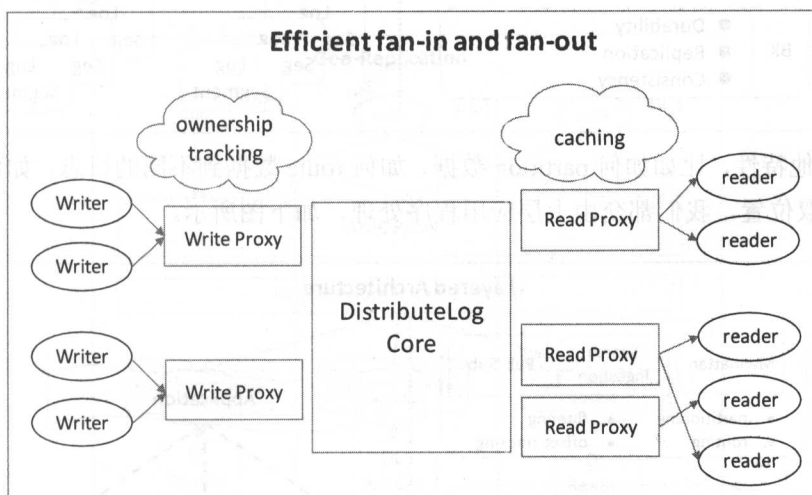 Efficient fan-in and fan-out
ownership
tracking
caching
Writer
Writer
Write Proxy
Writer
Writer
Write Proxy
DistributeLog
Core
Read Proxy
Read Proxy
Read Proxy
reader
reader
reader
reader
reader